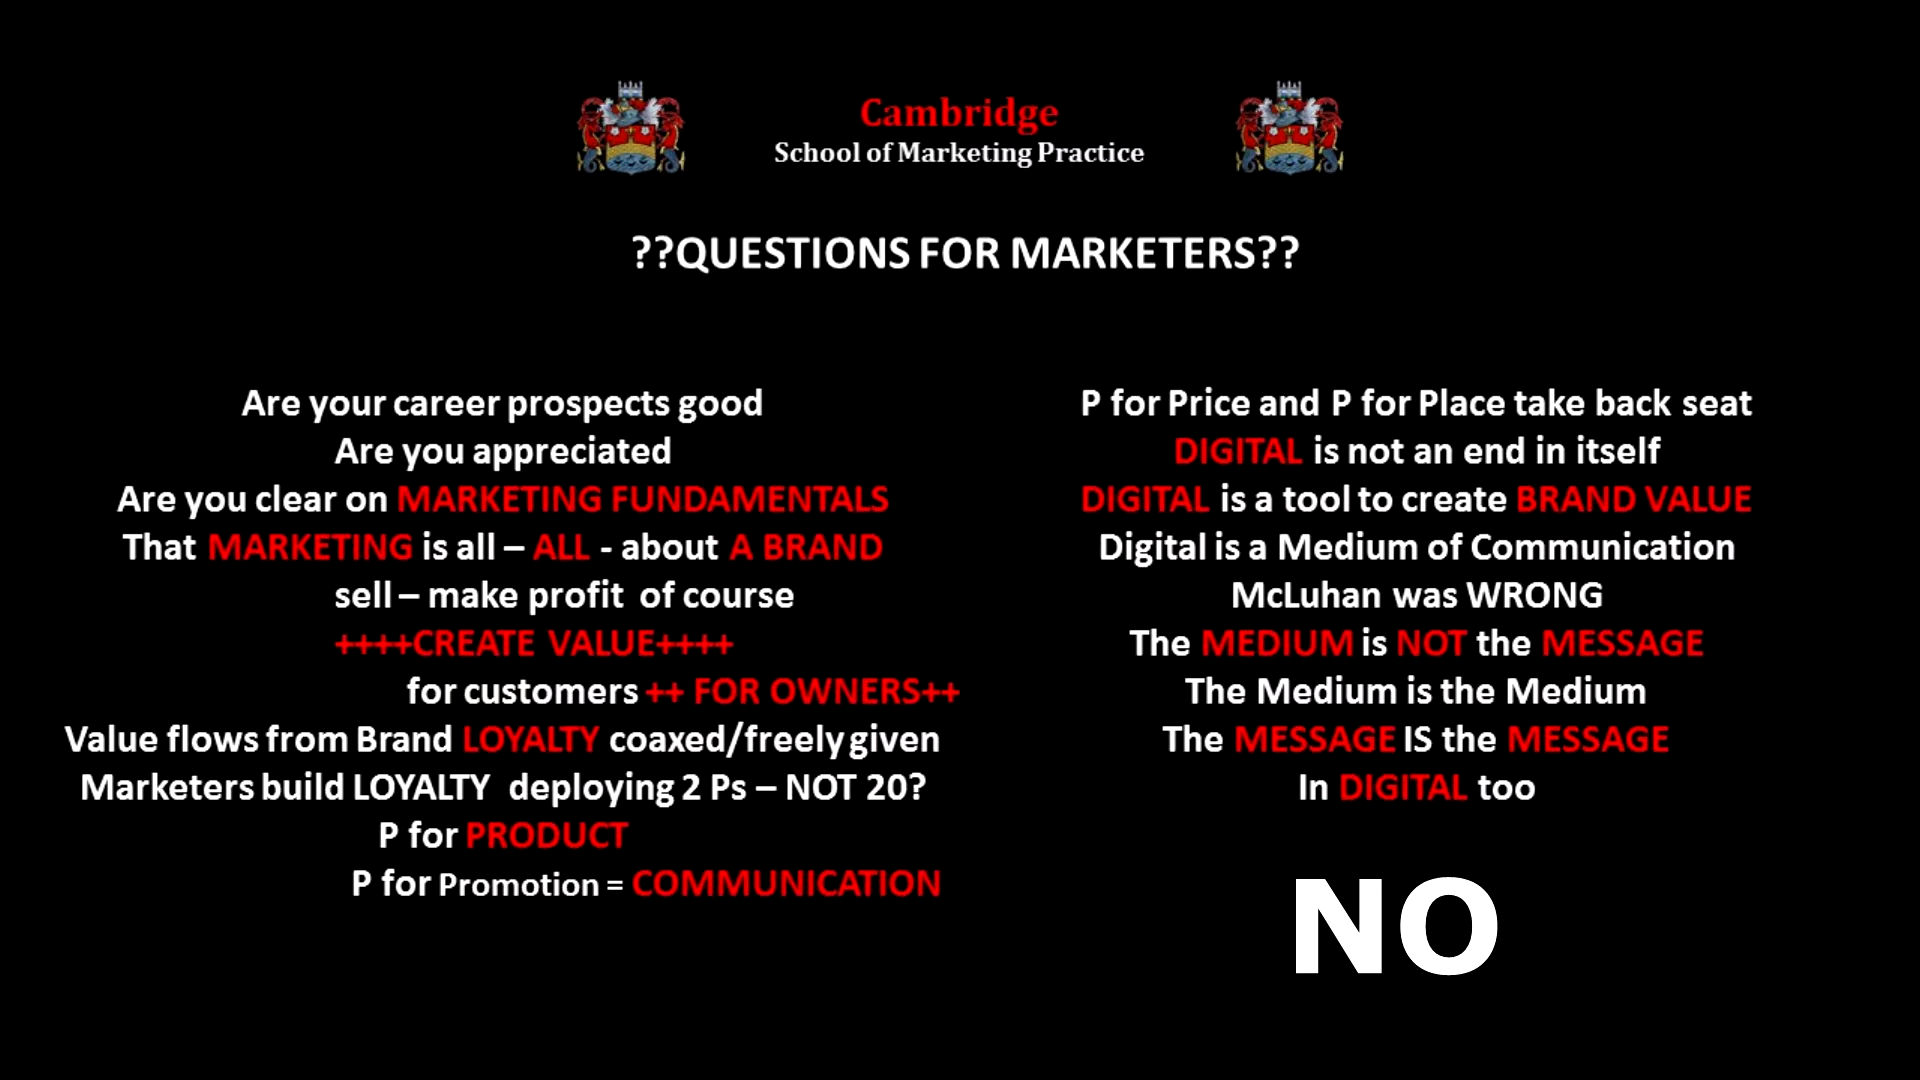 Cambridge
School of Marketing Practice
??QUESTIONS FOR MARKETERS??
Are your career prospects good
Are you appreciated
Are you clear on MARKETING FUNDAMENTALS
That MARKETING is all – ALL - about A BRAND
sell – make profit of course
++++CREATE VALUE++++
for customers ++ FOR OWNERS++
Value flows from Brand LOYALTY coaxed/freely given
Marketers build LOYALTY deploying 2 Ps – NOT 20?
P for PRODUCT
P for Promotion = COMMUNICATION
P for Price and P for Place take back seat
DIGITAL is not an end in itself
DIGITAL is a tool to create BRAND VALUE
Digital is a Medium of Communication
McLuhan was WRONG
The MEDIUM is NOT the MESSAGE
The Medium is the Medium
The MESSAGE IS the MESSAGE
In DIGITAL too
NO